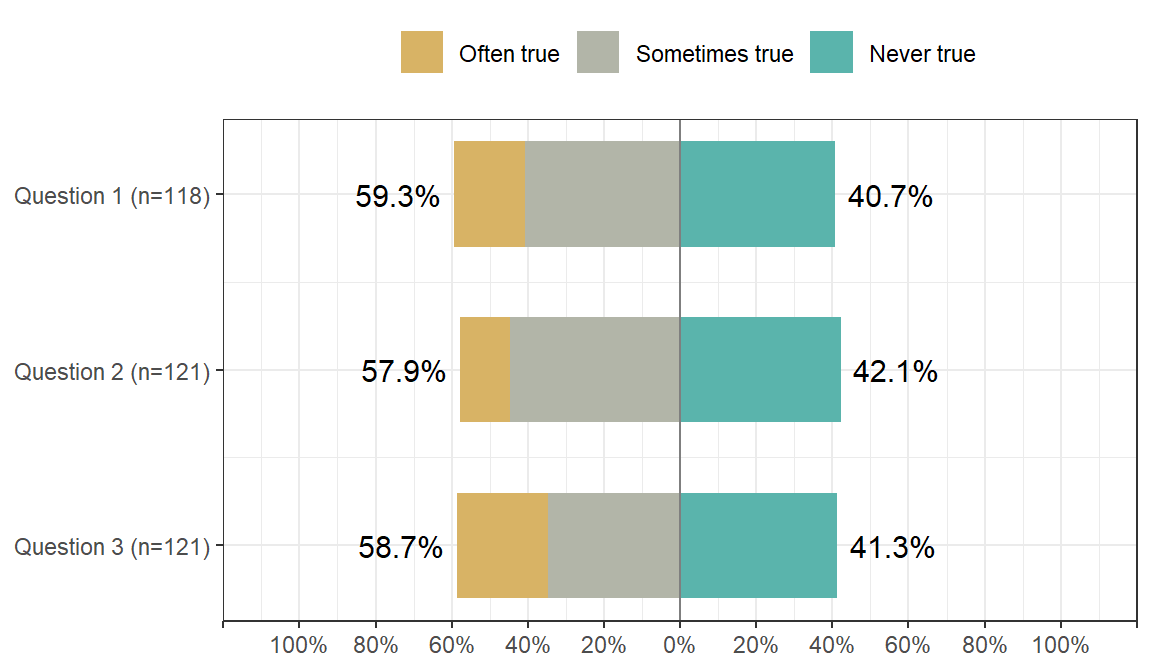 Often true Sometimes true Never true
Question 1 (n=118) 59.3% 40.7%
Question 2 (n=121) 57.9% 42.1%
Question 3 (n=121) 58.7% 41.3%
100% 80% 60% 40% 20% 0% 20% 40% 60% 80% 100%